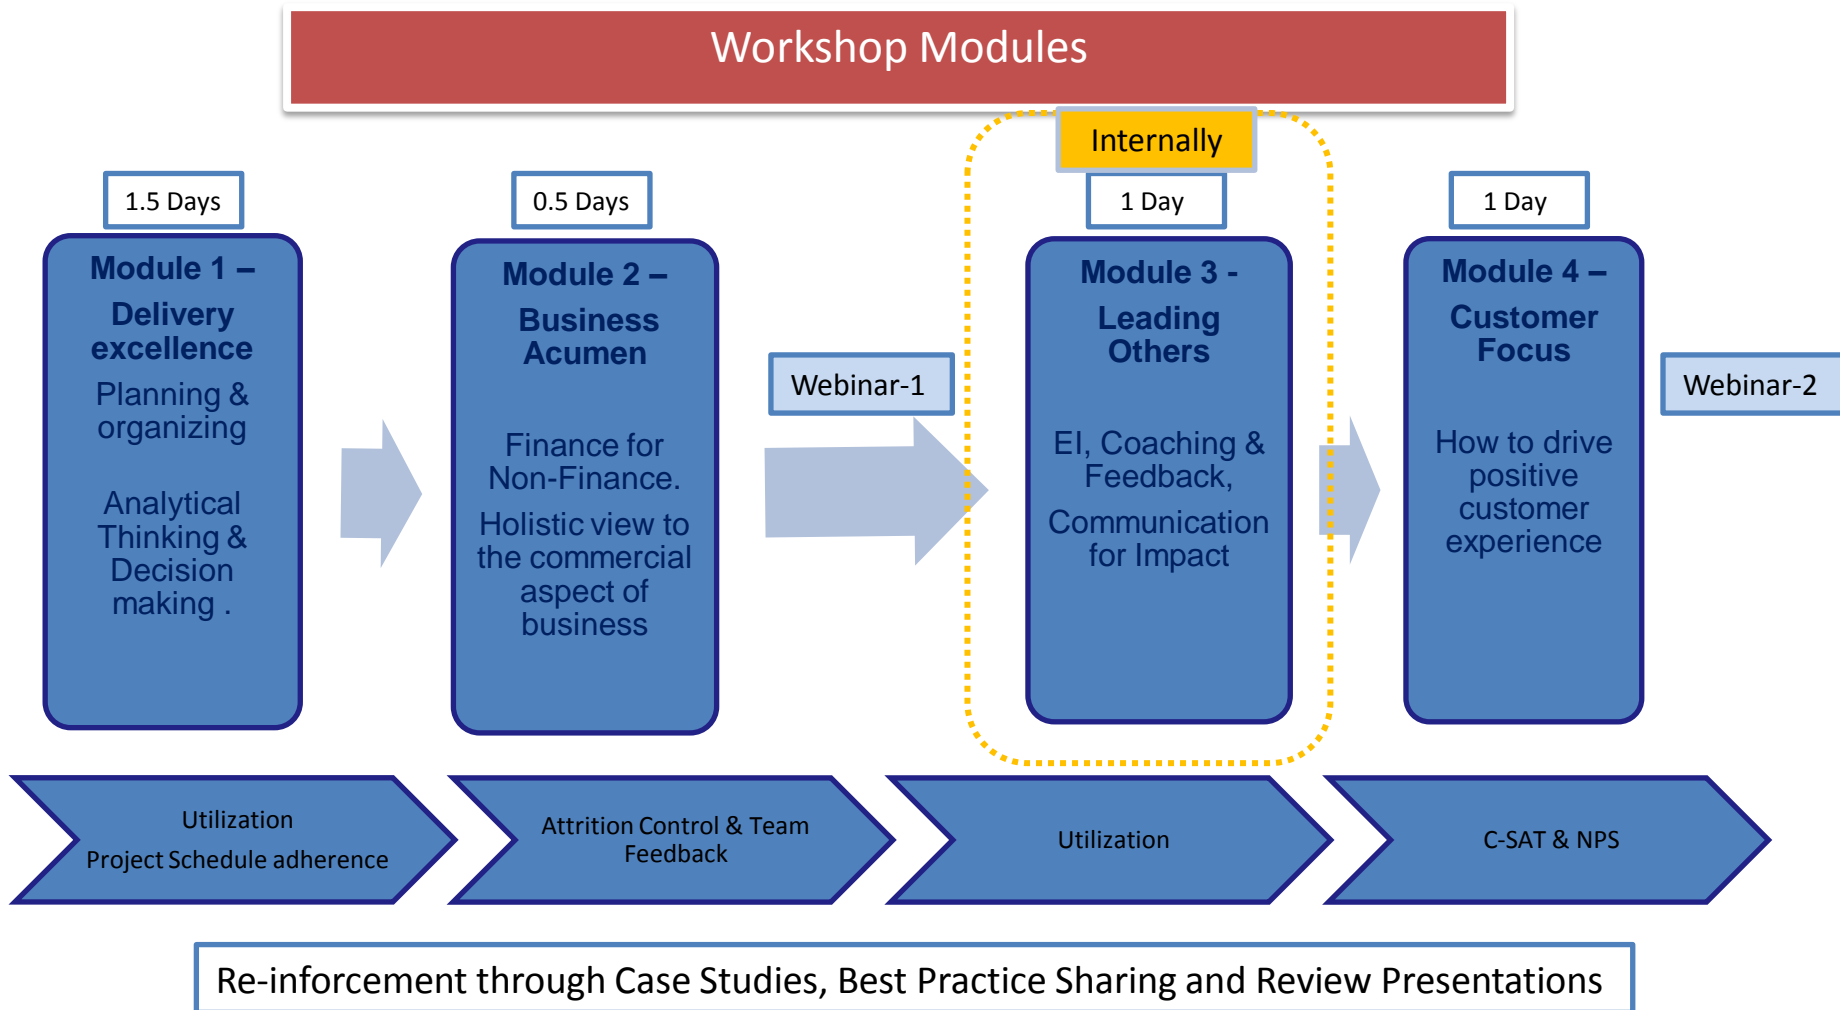 Workshop Modules
Internally
1.5 Days
0.5 Days
1 Day
1 Day
Module 1 –
Delivery
excellence
Planning &
organizing
Analytical
Thinking &
Decision
making .
Module 2 –
Business
Acumen
Finance for
Non-Finance.
Holistic view to
the commercial
aspect of
business
Webinar-1
Module 3 -
Leading
Others
EI, Coaching &
Feedback,
Communication
for Impact
Module 4 –
Customer
Focus
How to drive
positive
customer
experience
Webinar-2
Utilization
Project Schedule adherence
Attrition Control & Team
Feedback
Utilization
C-SAT & NPS
Re-inforcement through Case Studies, Best Practice Sharing and Review Presentations